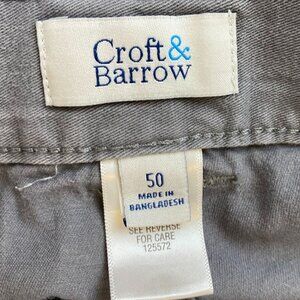 Croft&
Barrow
50
MADE IN
BANGLADESH
SEE REVERSE
FOR CARE
125572